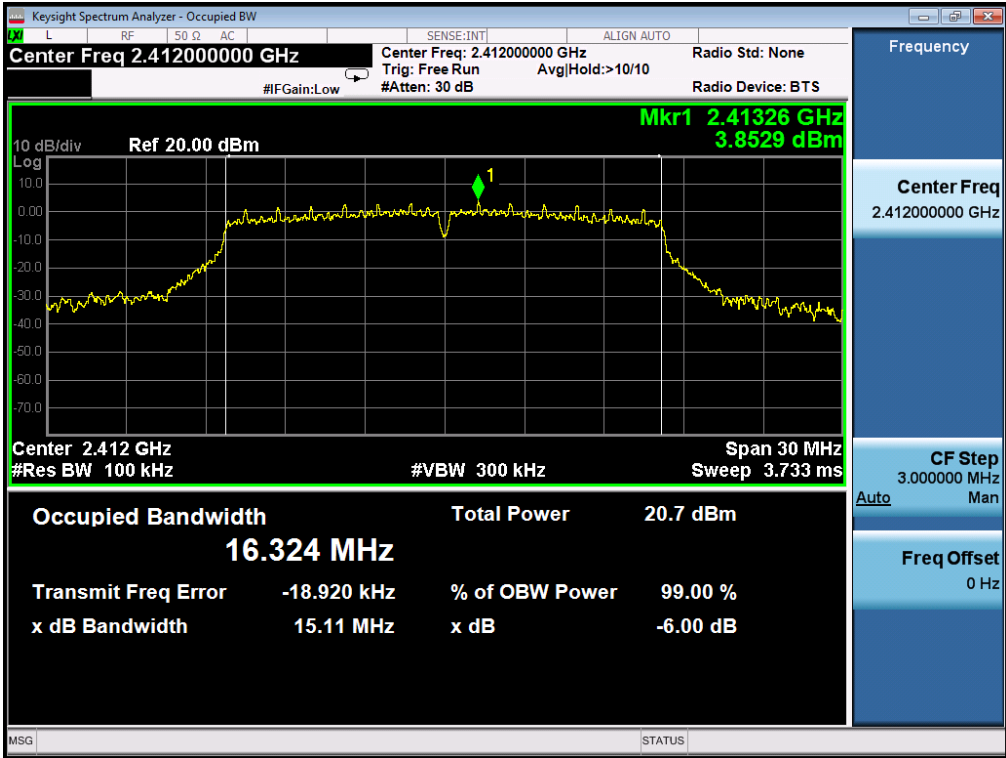 Keysight Spectrum Analyzer - Occupied BW
LXI L RF 50 Ω AC SENSE:INT ALIGN AUTO
Center Freq 2.412000000 GHz
Center Freq: 2.412000000 GHz
Radio Std: None
Trig: Free Run Avg|Hold:>10/10
#IFGain:Low
#Atten: 30 dB
Radio Device: BTS
Mkr1 2.41326 GHz
3.8529 dBm
10 dB/div Ref 20.00 dBm
Log
10.0
0.00
-10.0
-20.0
-30.0
-40.0
-50.0
-60.0
-70.0
1
Center 2.412 GHz
Span 30 MHz
#Res BW 100 kHz
#VBW 300 kHz
Sweep 3.733 ms
Occupied Bandwidth
Total Power 20.7 dBm
16.324 MHz
Transmit Freq Error -18.920 kHz
% of OBW Power 99.00 %
x dB Bandwidth 15.11 MHz
x dB -6.00 dB
MSG
STATUS
Frequency
Center Freq
2.412000000 GHz
CF Step
3.000000 MHz
Auto Man
Freq Offset
0 Hz